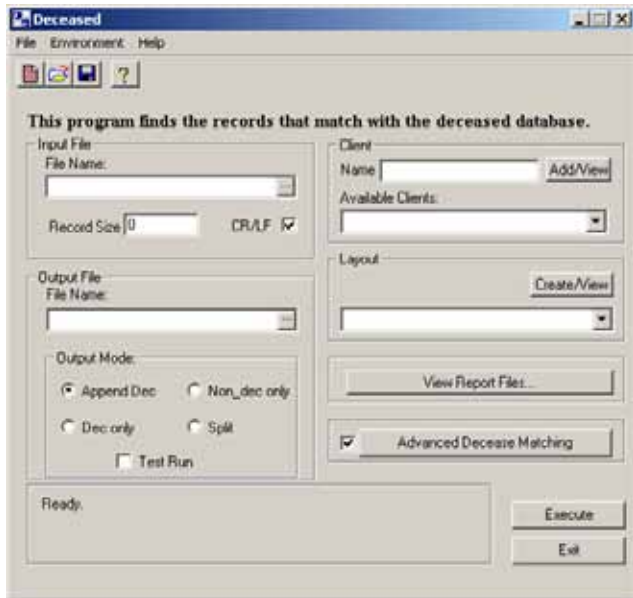 Deceased
File Environment Help
This program finds the records that match with the deceased database.
Input File
File Name:
...
Record Size 0 CR/LF
Output File
File Name:
...
Output Mode:
Append Dec Non_dec only
Dec only Split
Test Run
Client
Name Add/View
Available Clients:
Layout
Create/View
View Report Files...
Advanced Decease Matching
Ready.
Execute
Exit